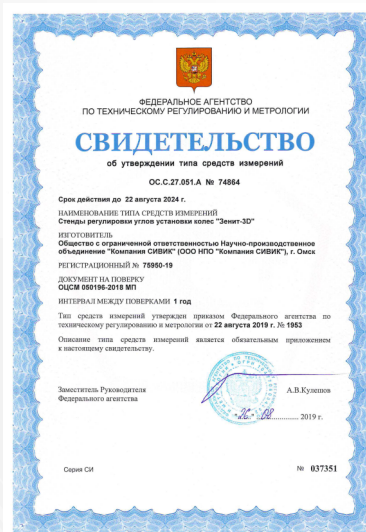 ФЕДЕРАЛЬНОЕ АГЕНТСТВО
ПО ТЕХНИЧЕСКОМУ РЕГУЛИРОВАНИЮ И МЕТРОЛОГИИ
СВИДЕТЕЛЬСТВО
об утверждении типа средств измерений
ОС.С.27.051.А № 74864
Срок действия до 22 августа 2024 г.
НАИМЕНОВАНИЕ ТИПА СРЕДСТВ ИЗМЕРЕНИЙ
Стенды регулировки углов установки колес "Зенит-3D"
ИЗГОТОВИТЕЛЬ
Общество с ограниченной ответственностью Научно-производственное
объединение "Компания СИВИК" (ООО НПО "Компания СИВИК"), г. Омск
РЕГИСТРАЦИОННЫЙ № 75950-19
ДОКУМЕНТ НА ПОВЕРКУ
ОЦСМ 050196-2018 МП
ИНТЕРВАЛ МЕЖДУ ПОВЕРКАМИ 1 год
Тип средств измерений утвержден приказом Федерального агентства по
техническому регулированию и метрологии от 22 августа 2019 г. № 1953
Описание типа средств измерений является обязательным приложением
к настоящему свидетельству.
Заместитель Руководителя
Федерального агентства
А.В.Кулешов
"26" 08 2019 г.
Серия СИ
№ 037351